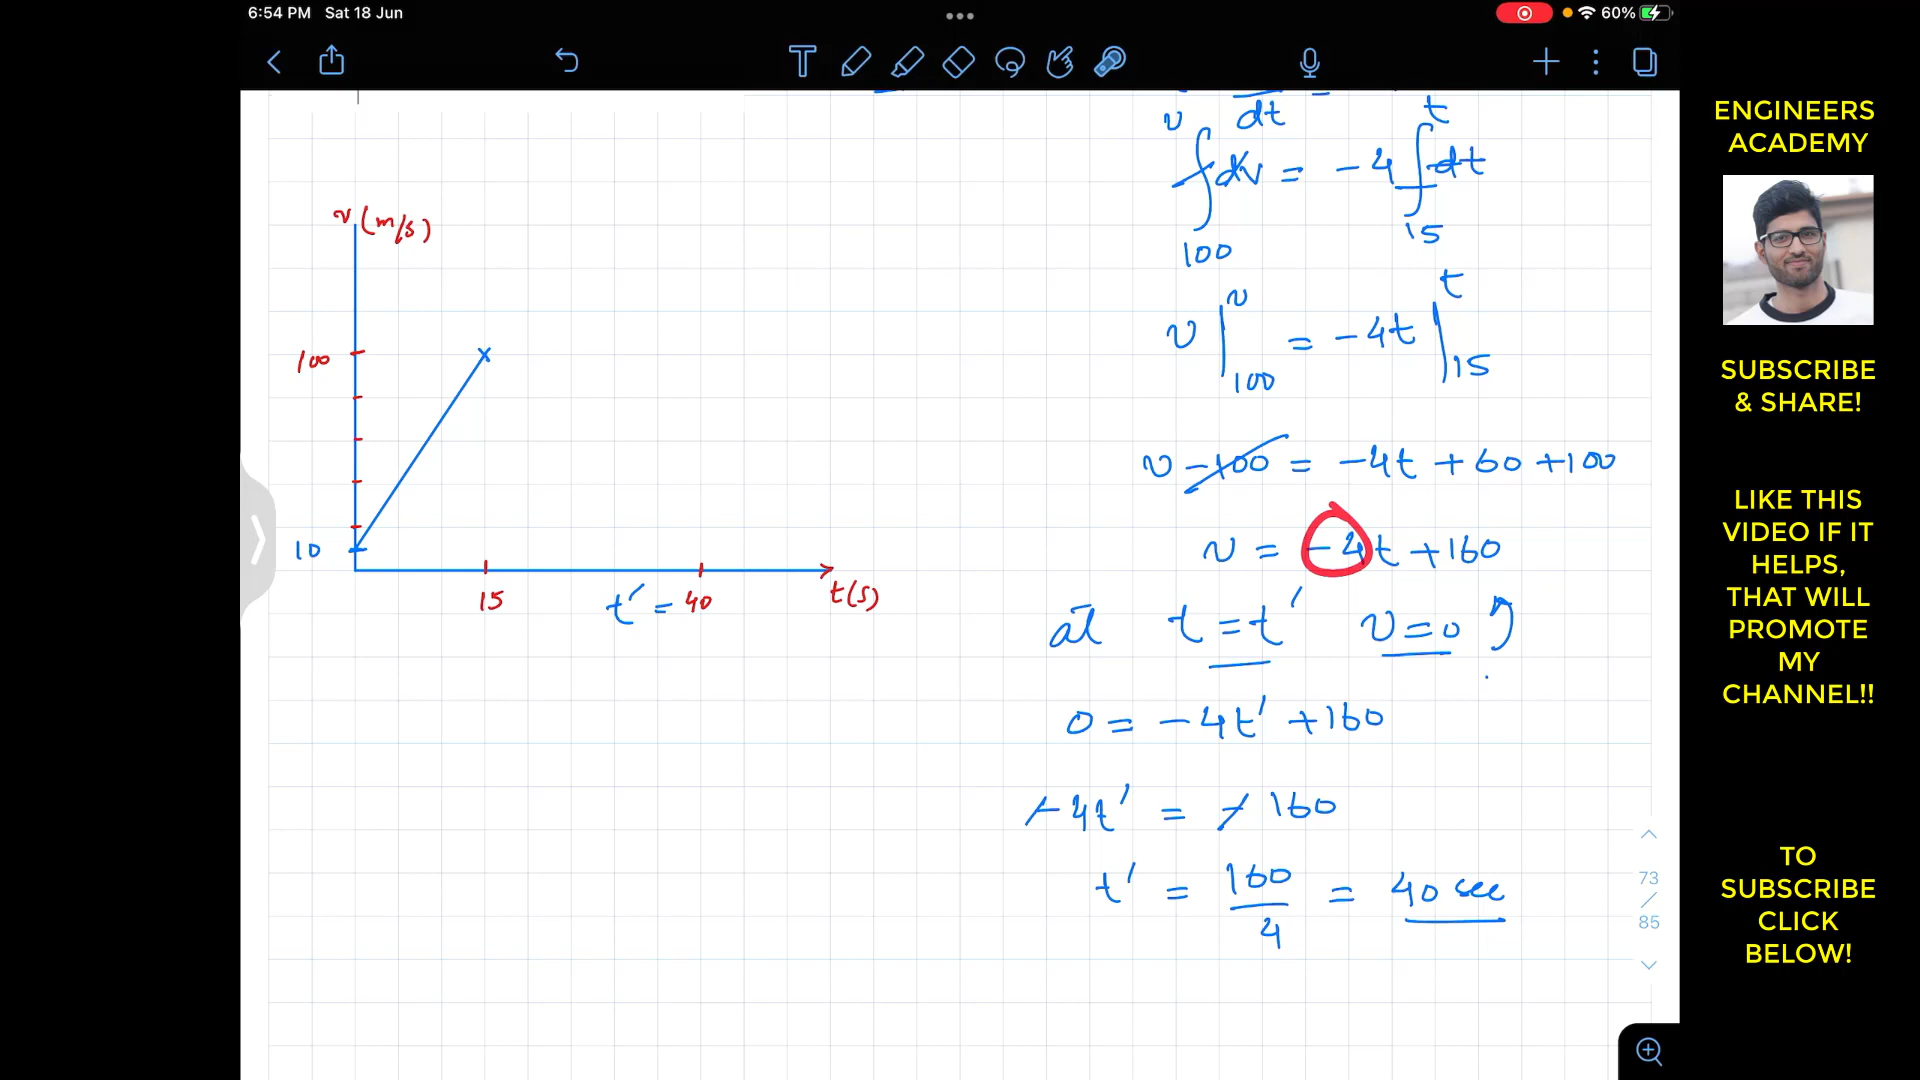 6:54 PM Sat 18 Jun
60%
v (m/s)
100
10
15
t' = 40
t(s)
v
dt
t
∫ dv = -4 ∫ dt
100
15
v | = -4t |
v
100
t
15
v - 100 = -4t + 60 + 100
v = -4t + 160
at t = t' v = 0 ?
0 = -4t' + 160
-4t' = -160
t' = 160/4 = 40 sec
73
/
85
ENGINEERS
ACADEMY
SUBSCRIBE
& SHARE!
LIKE THIS
VIDEO IF IT
HELPS,
THAT WILL
PROMOTE
MY
CHANNEL!!
TO
SUBSCRIBE
CLICK
BELOW!